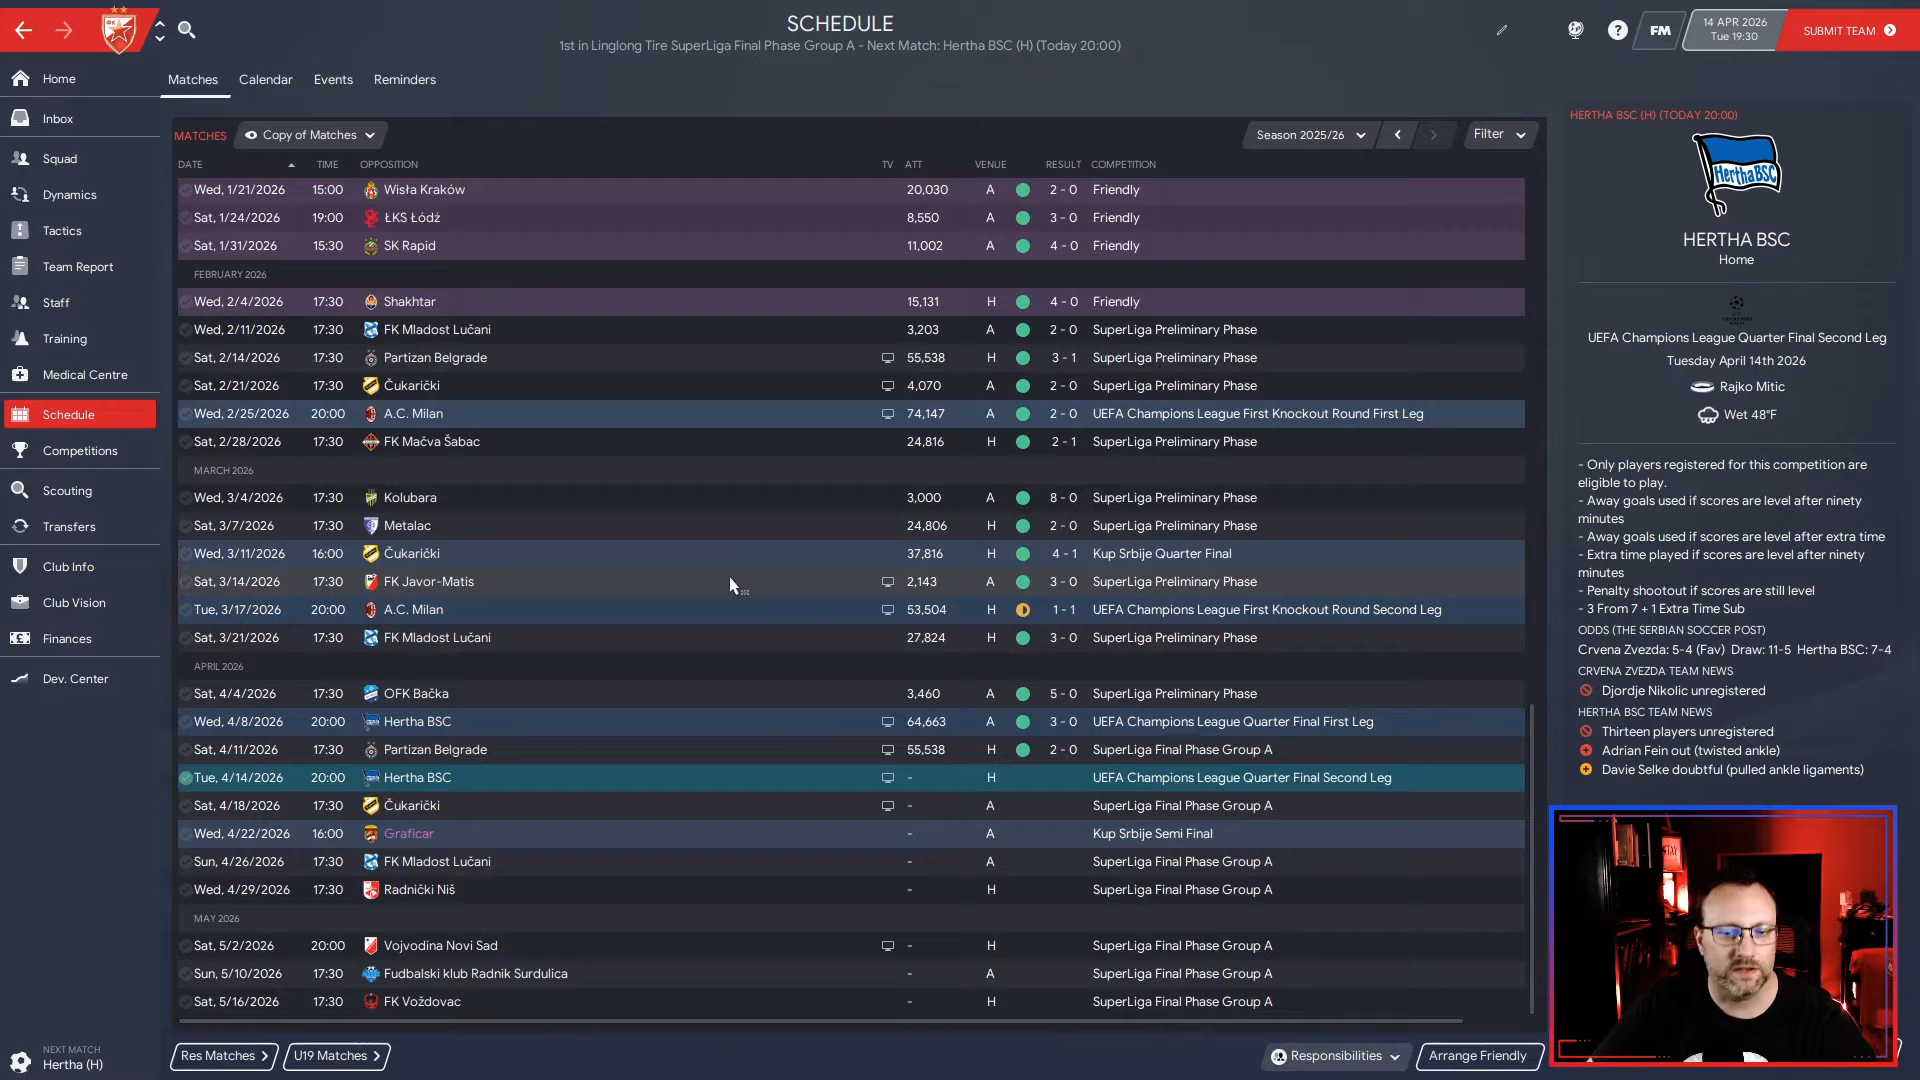 SCHEDULE
1st in Linglong Tire SuperLiga Final Phase Group A - Next Match: Hertha BSC (H) (Today 20:00)
FM
14 APR 2026
Tue 19:30
SUBMIT TEAM
Home
Inbox
Squad
Dynamics
Tactics
Team Report
Staff
Training
Medical Centre
Schedule
Competitions
Scouting
Transfers
Club Info
Club Vision
Finances
Dev. Center
NEXT MATCH
Hertha (H)
Matches Calendar Events Reminders
MATCHES Copy of Matches Season 2025/26 Filter
DATE TIME OPPOSITION TV ATT VENUE RESULT COMPETITION
Wed, 1/21/2026 15:00 Wisła Kraków 20,030 A 2 - 0 Friendly
Sat, 1/24/2026 19:00 ŁKS Łódź 8,550 A 3 - 0 Friendly
Sat, 1/31/2026 15:30 SK Rapid 11,002 A 4 - 0 Friendly
FEBRUARY 2026
Wed, 2/4/2026 17:30 Shakhtar 15,131 H 4 - 0 Friendly
Wed, 2/11/2026 17:30 FK Mladost Lučani 3,203 A 2 - 0 SuperLiga Preliminary Phase
Sat, 2/14/2026 17:30 Partizan Belgrade 55,538 H 3 - 1 SuperLiga Preliminary Phase
Sat, 2/21/2026 17:30 Čukarički 4,070 A 2 - 0 SuperLiga Preliminary Phase
Wed, 2/25/2026 20:00 A.C. Milan 74,147 A 2 - 0 UEFA Champions League First Knockout Round First Leg
Sat, 2/28/2026 17:30 FK Mačva Šabac 24,816 H 2 - 1 SuperLiga Preliminary Phase
MARCH 2026
Wed, 3/4/2026 17:30 Kolubara 3,000 A 8 - 0 SuperLiga Preliminary Phase
Sat, 3/7/2026 17:30 Metalac 24,806 H 2 - 0 SuperLiga Preliminary Phase
Wed, 3/11/2026 16:00 Čukarički 37,816 H 4 - 1 Kup Srbije Quarter Final
Sat, 3/14/2026 17:30 FK Javor-Matis 2,143 A 3 - 0 SuperLiga Preliminary Phase
Tue, 3/17/2026 20:00 A.C. Milan 53,504 H 1 - 1 UEFA Champions League First Knockout Round Second Leg
Sat, 3/21/2026 17:30 FK Mladost Lučani 27,824 H 3 - 0 SuperLiga Preliminary Phase
APRIL 2026
Sat, 4/4/2026 17:30 OFK Bačka 3,460 A 5 - 0 SuperLiga Preliminary Phase
Wed, 4/8/2026 20:00 Hertha BSC 64,663 A 3 - 0 UEFA Champions League Quarter Final First Leg
Sat, 4/11/2026 17:30 Partizan Belgrade 55,538 H 2 - 0 SuperLiga Final Phase Group A
Tue, 4/14/2026 20:00 Hertha BSC - H UEFA Champions League Quarter Final Second Leg
Sat, 4/18/2026 17:30 Čukarički - A SuperLiga Final Phase Group A
Wed, 4/22/2026 16:00 Graficar - A Kup Srbije Semi Final
Sun, 4/26/2026 17:30 FK Mladost Lučani - A SuperLiga Final Phase Group A
Wed, 4/29/2026 17:30 Radnički Niš - H SuperLiga Final Phase Group A
MAY 2026
Sat, 5/2/2026 20:00 Vojvodina Novi Sad - H SuperLiga Final Phase Group A
Sun, 5/10/2026 17:30 Fudbalski klub Radnik Surdulica - A SuperLiga Final Phase Group A
Sat, 5/16/2026 17:30 FK Voždovac - H SuperLiga Final Phase Group A
Res Matches U19 Matches Responsibilities Arrange Friendly
HERTHA BSC (H) (TODAY 20:00)
Hertha BSC
HERTHA BSC
Home
UEFA Champions League Quarter Final Second Leg
Tuesday April 14th 2026
Rajko Mitic
Wet 48°F
- Only players registered for this competition are
eligible to play.
- Away goals used if scores are level after ninety
minutes
- Away goals used if scores are level after extra time
- Extra time played if scores are level after ninety
minutes
- Penalty shootout if scores are still level
- 3 From 7 + 1 Extra Time Sub
ODDS (THE SERBIAN SOCCER POST)
Crvena Zvezda: 5-4 (Fav) Draw: 11-5 Hertha BSC: 7-4
CRVENA ZVEZDA TEAM NEWS
Djordje Nikolic unregistered
HERTHA BSC TEAM NEWS
Thirteen players unregistered
Adrian Fein out (twisted ankle)
Davie Selke doubtful (pulled ankle ligaments)